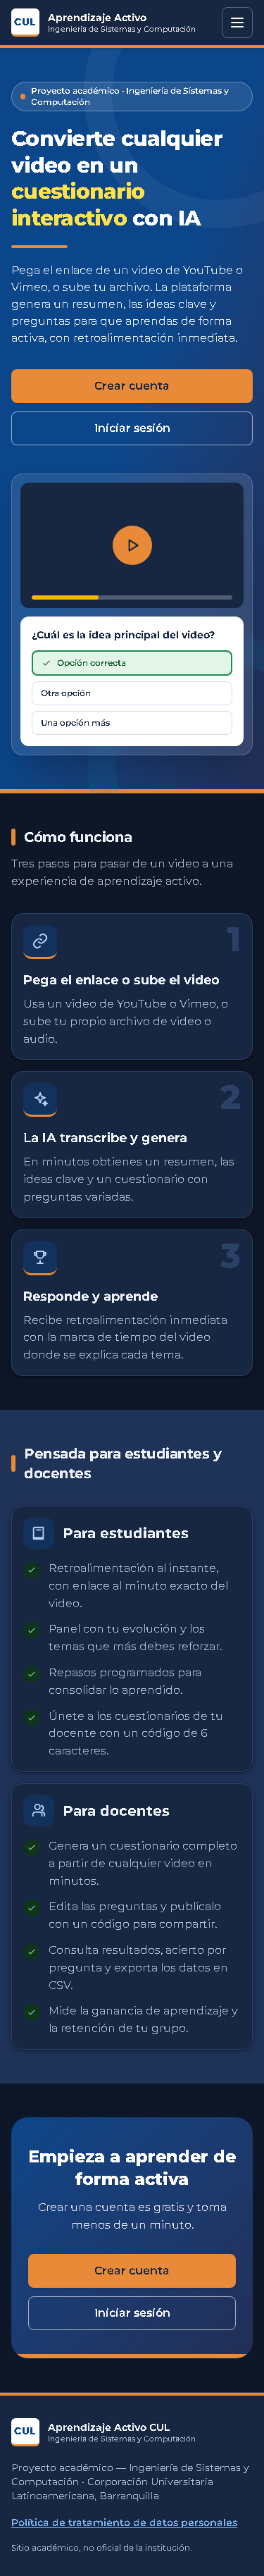 CUL
Aprendizaje Activo
Ingeniería de Sistemas y Computación
Proyecto académico · Ingeniería de Sistemas y
Computación
Convierte cualquier
video en un
cuestionario
interactivo con IA
Pega el enlace de un video de YouTube o
Vimeo, o sube tu archivo. La plataforma
genera un resumen, las ideas clave y
preguntas para que aprendas de forma
activa, con retroalimentación inmediata.
Crear cuenta
Iniciar sesión
¿Cuál es la idea principal del video?
Opción correcta
Otra opción
Una opción más
Cómo funciona
Tres pasos para pasar de un video a una
experiencia de aprendizaje activo.
1
Pega el enlace o sube el video
Usa un video de YouTube o Vimeo, o
sube tu propio archivo de video o
audio.
2
La IA transcribe y genera
En minutos obtienes un resumen, las
ideas clave y un cuestionario con
preguntas variadas.
3
Responde y aprende
Recibe retroalimentación inmediata
con la marca de tiempo del video
donde se explica cada tema.
Pensada para estudiantes y
docentes
Para estudiantes
Retroalimentación al instante,
con enlace al minuto exacto del
video.
Panel con tu evolución y los
temas que más debes reforzar.
Repasos programados para
consolidar lo aprendido.
Únete a los cuestionarios de tu
docente con un código de 6
caracteres.
Para docentes
Genera un cuestionario completo
a partir de cualquier video en
minutos.
Edita las preguntas y publícalo
con un código para compartir.
Consulta resultados, acierto por
pregunta y exporta los datos en
CSV.
Mide la ganancia de aprendizaje y
la retención de tu grupo.
Empieza a aprender de
forma activa
Crear una cuenta es gratis y toma
menos de un minuto.
Crear cuenta
Iniciar sesión
CUL
Aprendizaje Activo CUL
Ingeniería de Sistemas y Computación
Proyecto académico — Ingeniería de Sistemas y
Computación · Corporación Universitaria
Latinoamericana, Barranquilla
Política de tratamiento de datos personales
Sitio académico, no oficial de la institución.